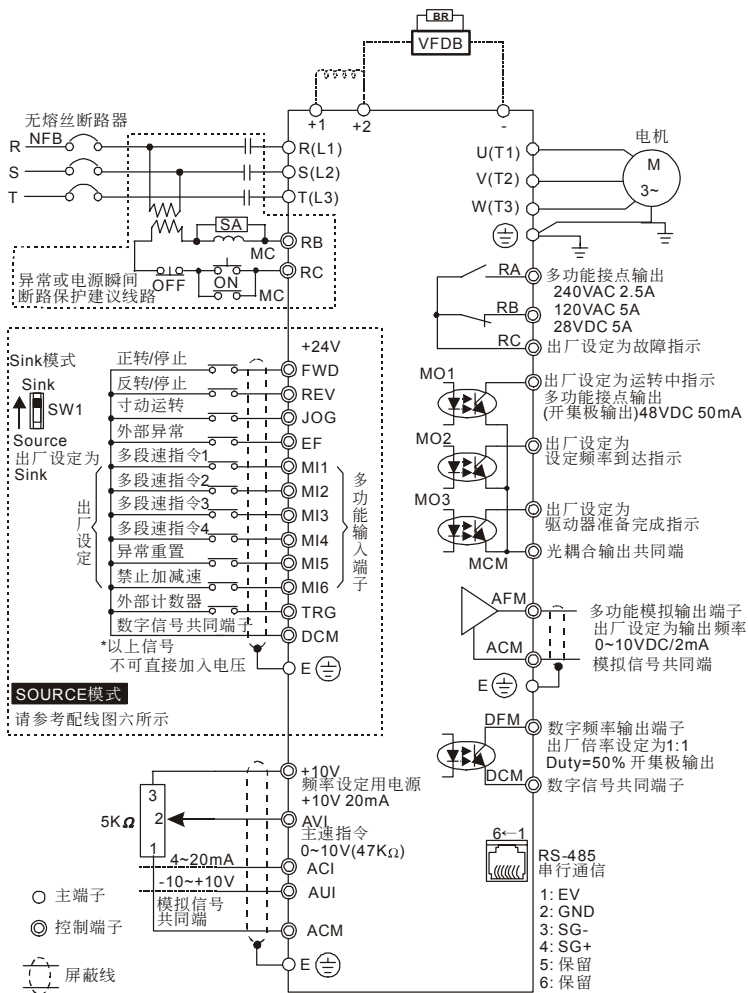 BR
VFDB
+1
+2
-
无熔丝断路器
R
NFB
S
T
R(L1)
S(L2)
T(L3)
SA
MC
RB
RC
OFF
ON
MC
异常或电源瞬间
断路保护建议线路
U(T1)
V(T2)
W(T3)
电机
M
3~
RA
RB
RC
多功能接点输出
240VAC 2.5A
120VAC 5A
28VDC 5A
出厂设定为故障指示
Sink模式
Sink
SW1
Source
出厂设定为
Sink
+24V
正转/停止
FWD
反转/停止
REV
寸动运转
JOG
外部异常
EF
多段速指令1
MI1
多段速指令2
MI2
多段速指令3
MI3
多段速指令4
MI4
异常重置
MI5
禁止加减速
MI6
外部计数器
TRG
数字信号共同端子
DCM
出厂设定
多功能输入端子
*以上信号
不可直接加入电压
E
SOURCE模式
请参考配线图六所示
MO1
出厂设定为运转中指示
多功能接点输出
(开集极输出)48VDC 50mA
MO2
出厂设定为
设定频率到达指示
MO3
出厂设定为
驱动器准备完成指示
MCM
光耦合输出共同端
AFM
多功能模拟输出端子
出厂设定为输出频率
0~10VDC/2mA
ACM
模拟信号共同端
E
DFM
数字频率输出端子
出厂倍率设定为1:1
Duty=50% 开集极输出
DCM
数字信号共同端子
+10V
频率设定用电源
+10V 20mA
3
2
1
5KΩ
AVI
主速指令
0~10V(47KΩ)
4~20mA
ACI
-10~+10V
AUI
模拟信号
共同端
ACM
E
6←1
RS-485
串行通信
1: EV
2: GND
3: SG-
4: SG+
5: 保留
6: 保留
主端子
控制端子
屏蔽线